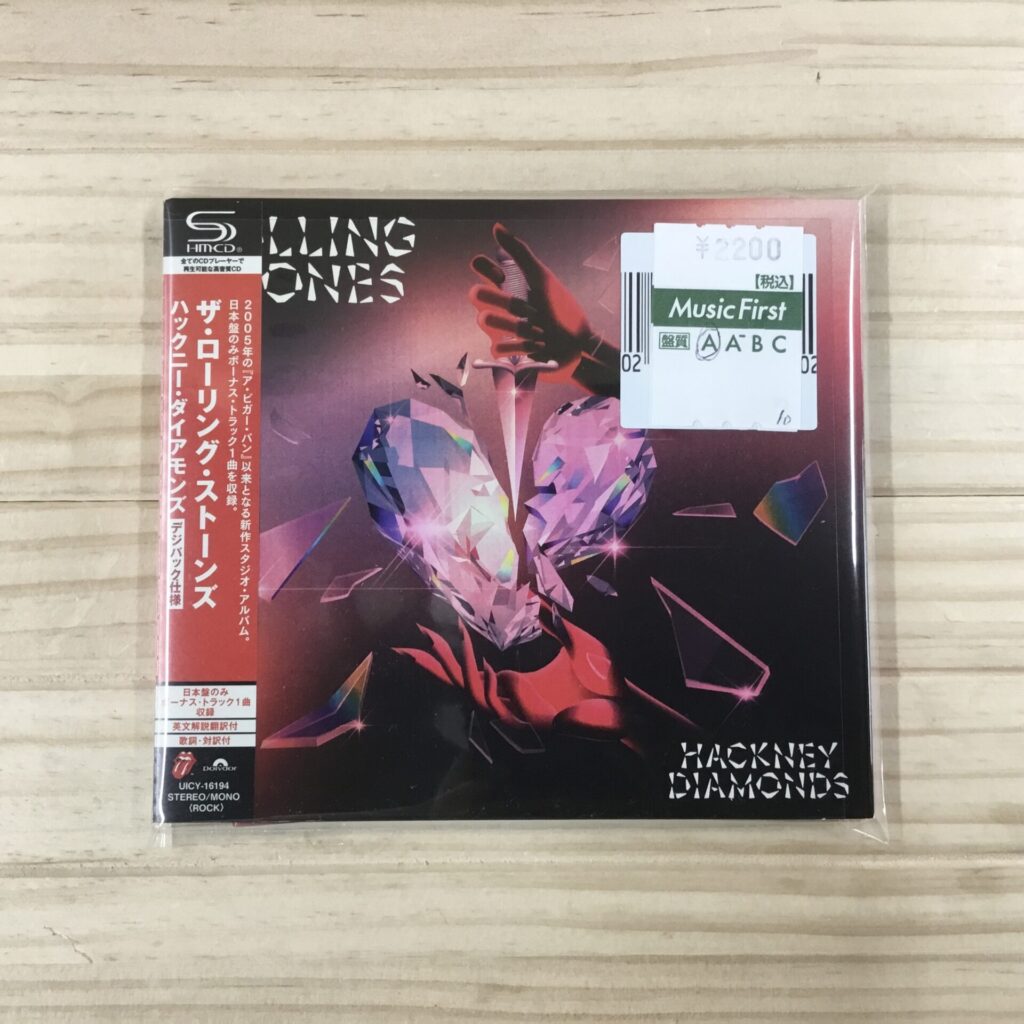 SHM-CD®
全てのCDプレーヤーで
再生可能な高音質CD
LLING
ONES
2005年の『ア・ビガー・バン』以来となる新作スタジオ・アルバム。
日本盤のみボーナス・トラック1曲を収録。
ザ・ローリング・ストーンズ
ハックニー・ダイアモンズ デジパック仕様
日本盤のみ
ボーナス・トラック1曲
収録
英文解説翻訳付
歌詞・対訳付
Polydor
UICY-16194
STEREO/MONO
(ROCK)
¥2200
【税込】
Music First
盤質 A A- B C
02
02
10
HACKNEY
DIAMONDS